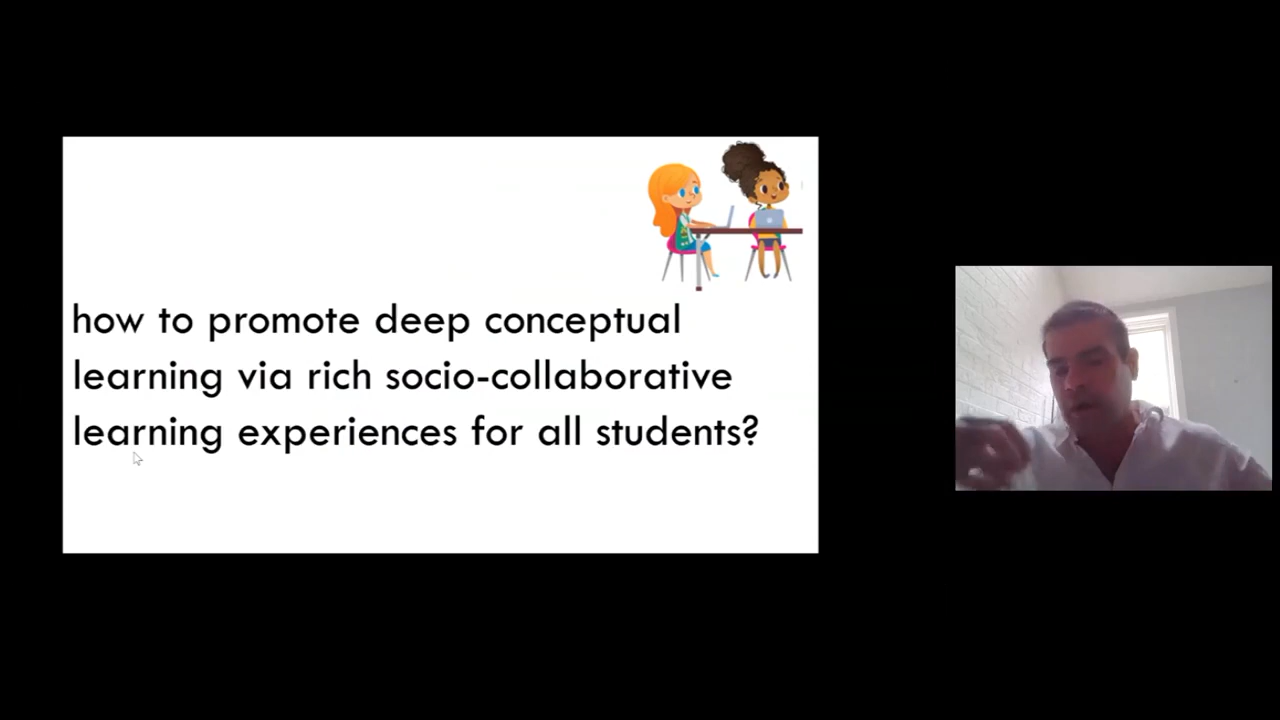 how to promote deep conceptual
learning via rich socio-collaborative
learning experiences for all students?